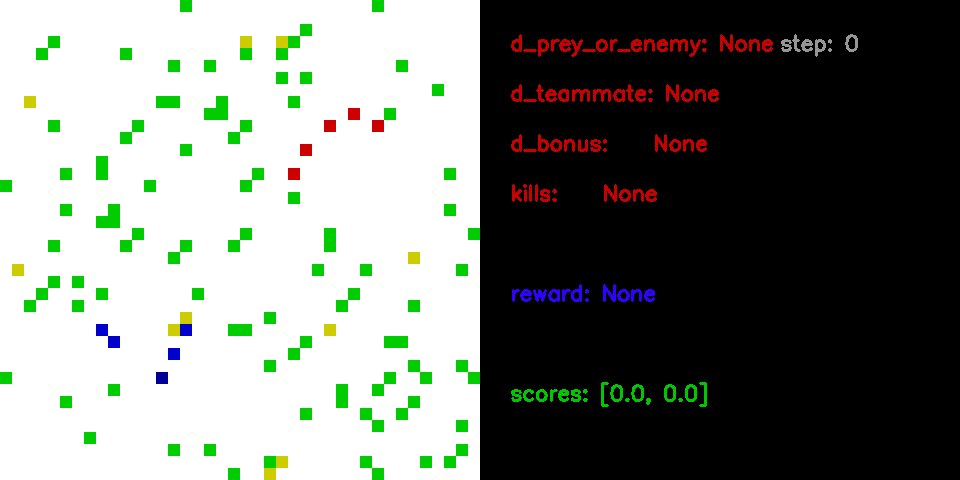 d_prey_or_enemy: None step: 0
d_teammate: None
d_bonus: None
kills: None
reward: None
scores: [0.0, 0.0]